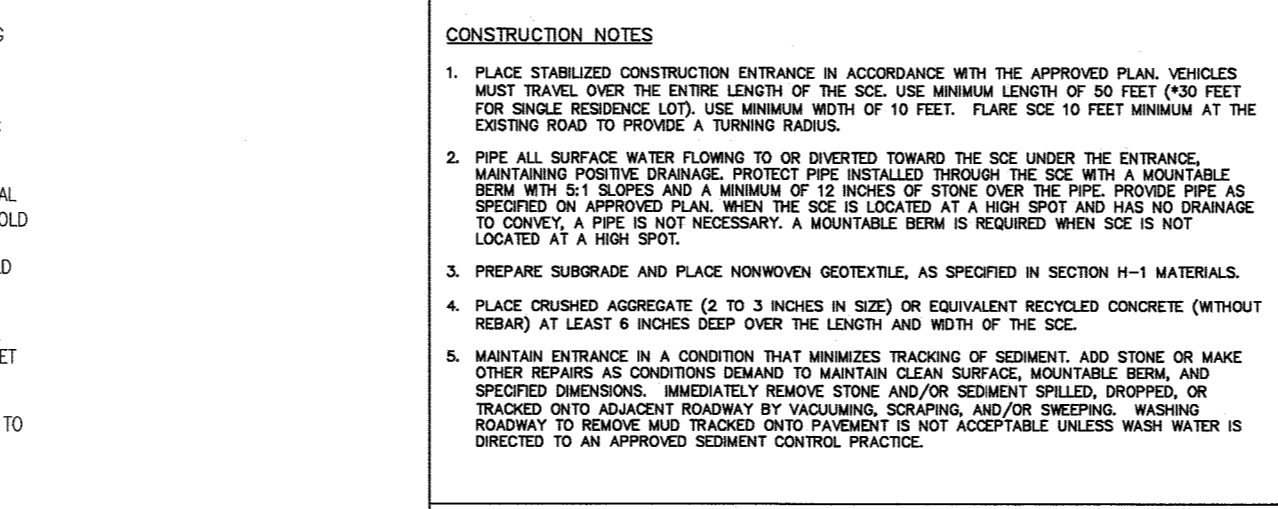 G
AL
OLD
LD
ET
TO
CONSTRUCTION NOTES
1. PLACE STABILIZED CONSTRUCTION ENTRANCE IN ACCORDANCE WITH THE APPROVED PLAN. VEHICLES
MUST TRAVEL OVER THE ENTIRE LENGTH OF THE SCE. USE MINIMUM LENGTH OF 50 FEET (*30 FEET
FOR SINGLE RESIDENCE LOT). USE MINIMUM WIDTH OF 10 FEET. FLARE SCE 10 FEET MINIMUM AT THE
EXISTING ROAD TO PROVIDE A TURNING RADIUS.
2. PIPE ALL SURFACE WATER FLOWING TO OR DIVERTED TOWARD THE SCE UNDER THE ENTRANCE,
MAINTAINING POSITIVE DRAINAGE. PROTECT PIPE INSTALLED THROUGH THE SCE WITH A MOUNTABLE
BERM WITH 5:1 SLOPES AND A MINIMUM OF 12 INCHES OF STONE OVER THE PIPE. PROVIDE PIPE AS
SPECIFIED ON APPROVED PLAN. WHEN THE SCE IS LOCATED AT A HIGH SPOT AND HAS NO DRAINAGE
TO CONVEY, A PIPE IS NOT NECESSARY. A MOUNTABLE BERM IS REQUIRED WHEN SCE IS NOT
LOCATED AT A HIGH SPOT.
3. PREPARE SUBGRADE AND PLACE NONWOVEN GEOTEXTILE, AS SPECIFIED IN SECTION H-1 MATERIALS.
4. PLACE CRUSHED AGGREGATE (2 TO 3 INCHES IN SIZE) OR EQUIVALENT RECYCLED CONCRETE (WITHOUT
REBAR) AT LEAST 6 INCHES DEEP OVER THE LENGTH AND WIDTH OF THE SCE.
5. MAINTAIN ENTRANCE IN A CONDITION THAT MINIMIZES TRACKING OF SEDIMENT. ADD STONE OR MAKE
OTHER REPAIRS AS CONDITIONS DEMAND TO MAINTAIN CLEAN SURFACE, MOUNTABLE BERM, AND
SPECIFIED DIMENSIONS. IMMEDIATELY REMOVE STONE AND/OR SEDIMENT SPILLED, DROPPED, OR
TRACKED ONTO ADJACENT ROADWAY BY VACUUMING, SCRAPING, AND/OR SWEEPING. WASHING
ROADWAY TO REMOVE MUD TRACKED ONTO PAVEMENT IS NOT ACCEPTABLE UNLESS WASH WATER IS
DIRECTED TO AN APPROVED SEDIMENT CONTROL PRACTICE.